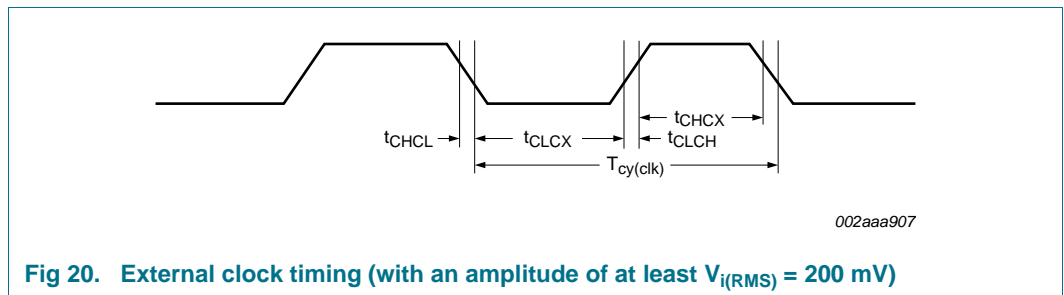 tCHCX
tCHCL tCLCX tCLCH
Tcy(clk)
002aaa907
Fig 20. External clock timing (with an amplitude of at least Vi(RMS) = 200 mV)